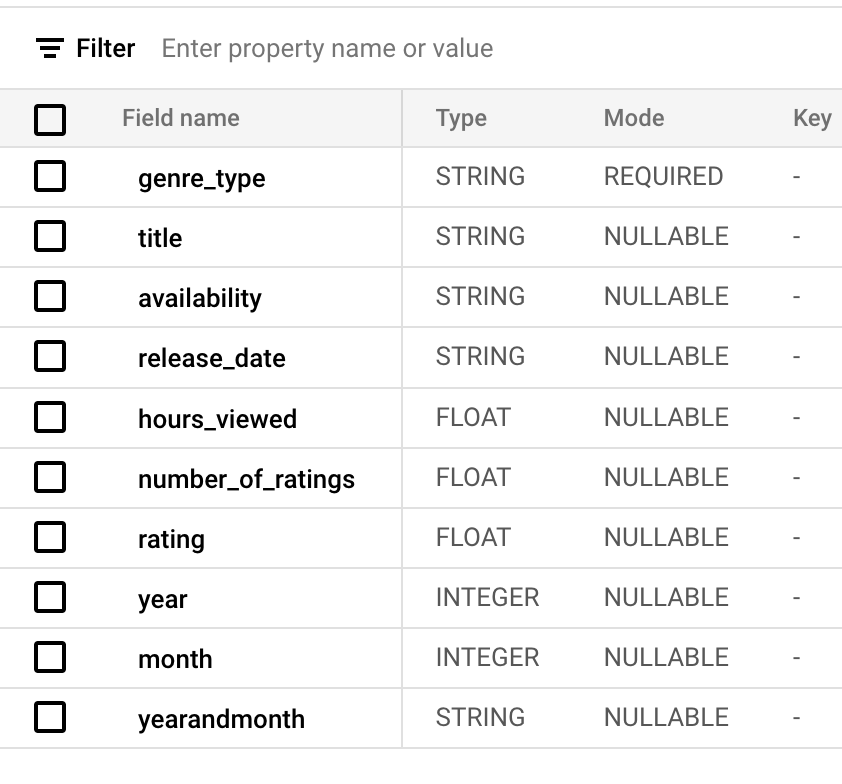 Filter Enter property name or value
Field name Type Mode Key
genre_type STRING REQUIRED -
title STRING NULLABLE -
availability STRING NULLABLE -
release_date STRING NULLABLE -
hours_viewed FLOAT NULLABLE -
number_of_ratings FLOAT NULLABLE -
rating FLOAT NULLABLE -
year INTEGER NULLABLE -
month INTEGER NULLABLE -
yearandmonth STRING NULLABLE -